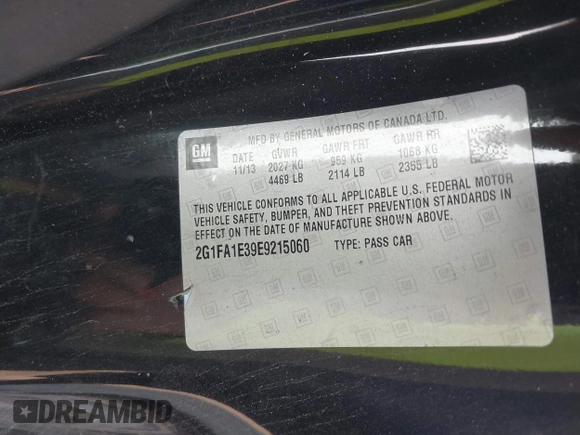 MFD BY GENERAL MOTORS OF CANADA LTD.
GM
DATE GVWR GAWR FRT GAWR RR
11/13 2027 KG 959 KG 1068 KG
4469 LB 2114 LB 2355 LB
THIS VEHICLE CONFORMS TO ALL APPLICABLE U.S. FEDERAL MOTOR
VEHICLE SAFETY, BUMPER, AND THEFT PREVENTION STANDARDS IN
EFFECT ON THE DATE OF MANUFACTURE SHOWN ABOVE.
2G1FA1E39E9215060 TYPE: PASS CAR
DREAMBID